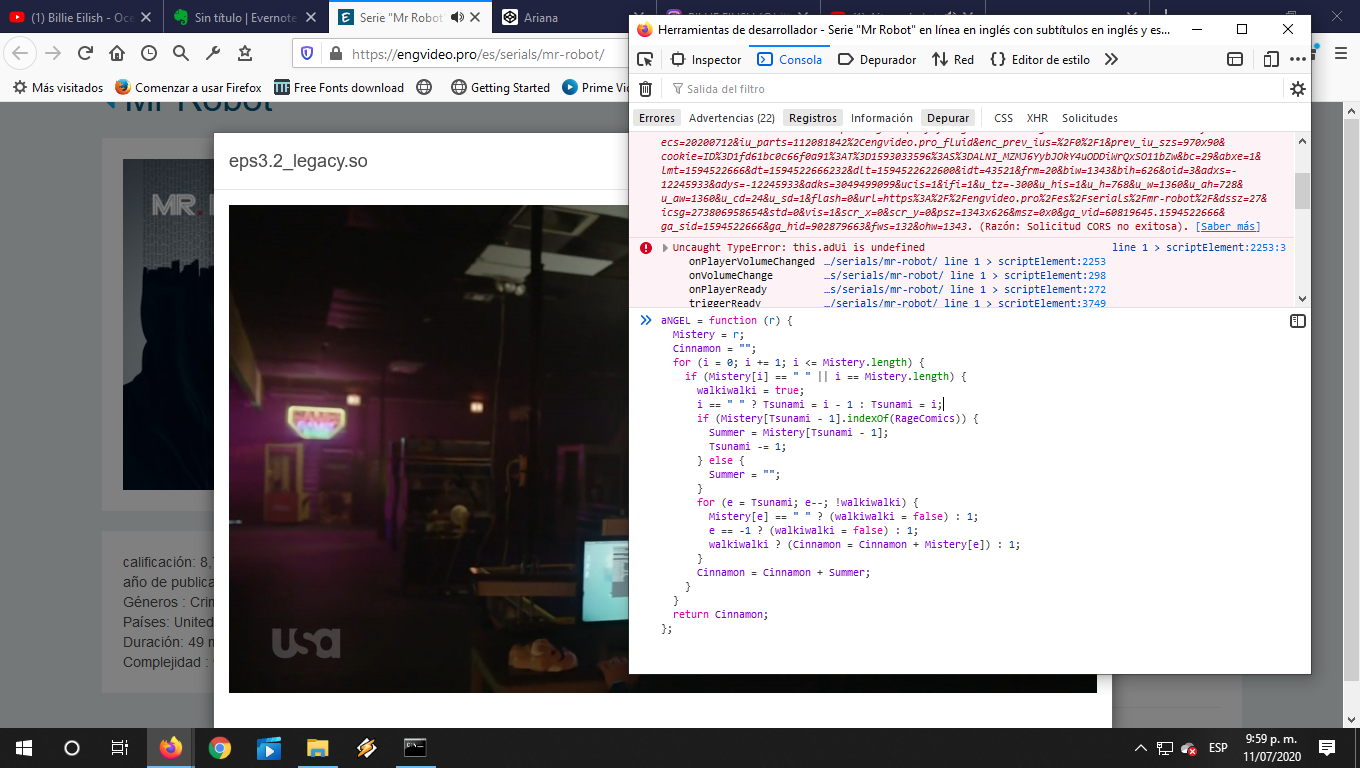 (1) Billie Eilish - Oce
Sin título | Evernote
Serie "Mr Robot
Ariana
https://engvideo.pro/es/serials/mr-robot/
Más visitados
Comenzar a usar Firefox
Free Fonts download
Getting Started
Prime Vi
Herramientas de desarrollador - Serie "Mr Robot" en línea en inglés con subtítulos en inglés y es...
Inspector
Consola
Depurador
Red
Editor de estilo
Salida del filtro
Errores
Advertencias (22)
Registros
Información
Depurar
CSS
XHR
Solicitudes
ecs=20200712&iu_parts=112081842%2Cengvideo.pro_fluid&enc_prev_ius=%2F0%2F1&prev_iu_szs=970x90&
cookie=ID%3D1fd61bc0c66f0a91%3AT%3D1593033596%3AS%3DALNI_MZMJ6YybJOkY4uODDiWrQxSO11bZw&bc=29&abxe=1&
lmt=1594522666&dt=1594522666232&dlt=1594522622600&idt=43521&frm=20&biw=1343&bih=626&oid=3&adxs=-
12245933&adys=-12245933&adks=3049499099&ucis=1&ifi=1&u_tz=-300&u_his=1&u_h=768&u_w=1360&u_ah=728&
u_aw=1360&u_cd=24&u_sd=1&flash=0&url=https%3A%2F%2Fengvideo.pro%2Fes%2Fserials%2Fmr-robot%2F&dssz=27&
icsg=273806958654&std=0&vis=1&scr_x=0&scr_y=0&psz=1343x626&msz=0x0&ga_vid=60819645.1594522666&
ga_sid=1594522666&ga_hid=902879663&fws=132&ohw=1343. (Razón: Solicitud CORS no exitosa). [Saber más]
Uncaught TypeError: this.adUi is undefined
line 1 > scriptElement:2253:3
onPlayerVolumeChanged …/serials/mr-robot/ line 1 > scriptElement:2253
onVolumeChange …s/serials/mr-robot/ line 1 > scriptElement:298
onPlayerReady …s/serials/mr-robot/ line 1 > scriptElement:272
triggerReady …/serials/mr-robot/ line 1 > scriptElement:3749
aNGEL = function (r) {
Mistery = r;
Cinnamon = "";
for (i = 0; i += 1; i <= Mistery.length) {
if (Mistery[i] == " " || i == Mistery.length) {
walkiwalki = true;
i == " " ? Tsunami = i - 1 : Tsunami = i;
if (Mistery[Tsunami - 1].indexOf(RageComics)) {
Summer = Mistery[Tsunami - 1];
Tsunami -= 1;
} else {
Summer = "";
}
for (e = Tsunami; e--; !walkiwalki) {
Mistery[e] == " " ? (walkiwalki = false) : 1;
e == -1 ? (walkiwalki = false) : 1;
walkiwalki ? (Cinnamon = Cinnamon + Mistery[e]) : 1;
}
Cinnamon = Cinnamon + Summer;
}
}
return Cinnamon;
};
Mr Robot
MR.
eps3.2_legacy.so
usa
calificación: 8,
año de publica
Géneros : Crim
Países: United
Duración: 49 m
Complejidad :
ESP
9:59 p. m.
11/07/2020